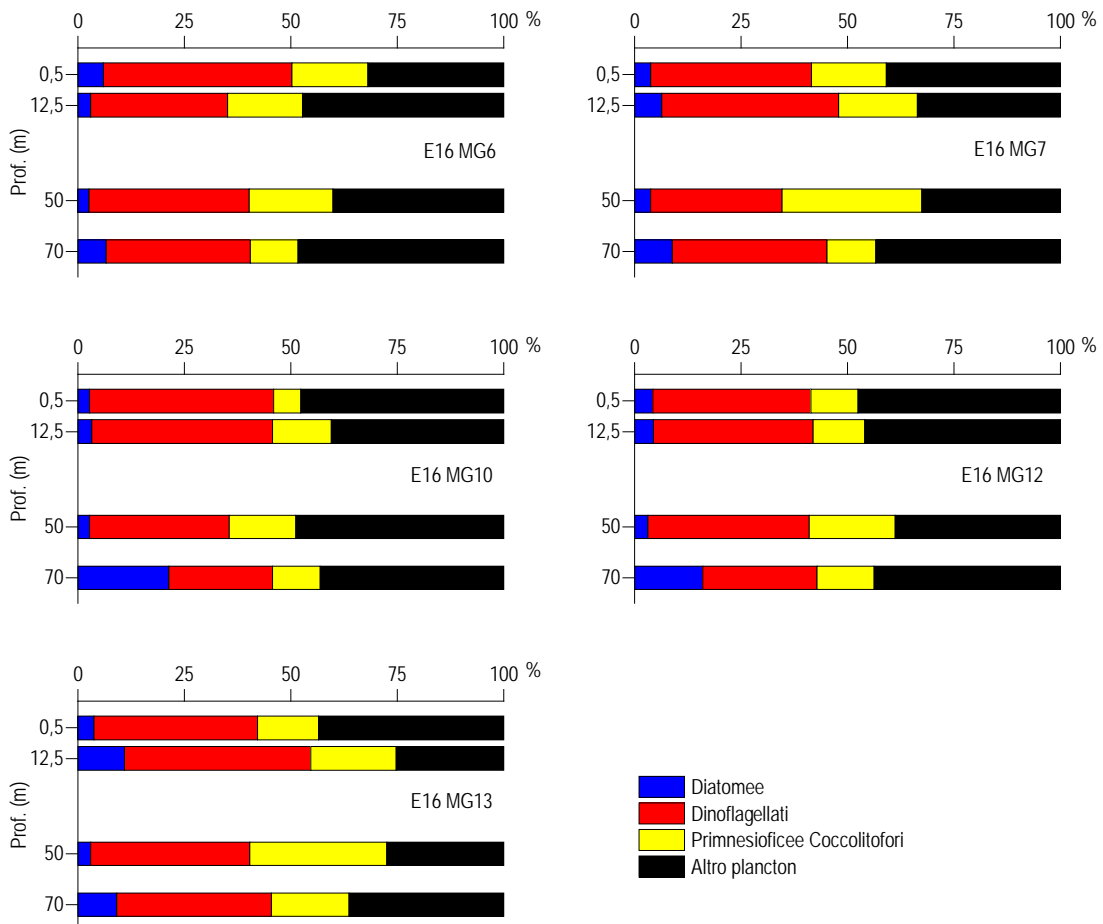 0 25 50 75 100 %
0,5
12,5
50
70
Prof. (m)
E16 MG6
0 25 50 75 100 %
0,5
12,5
50
70
E16 MG7
0 25 50 75 100 %
0,5
12,5
50
70
Prof. (m)
E16 MG10
0 25 50 75 100 %
0,5
12,5
50
70
E16 MG12
0 25 50 75 100 %
0,5
12,5
50
70
Prof. (m)
E16 MG13
Diatomee
Dinoflagellati
Primnesioficee Coccolitofori
Altro plancton